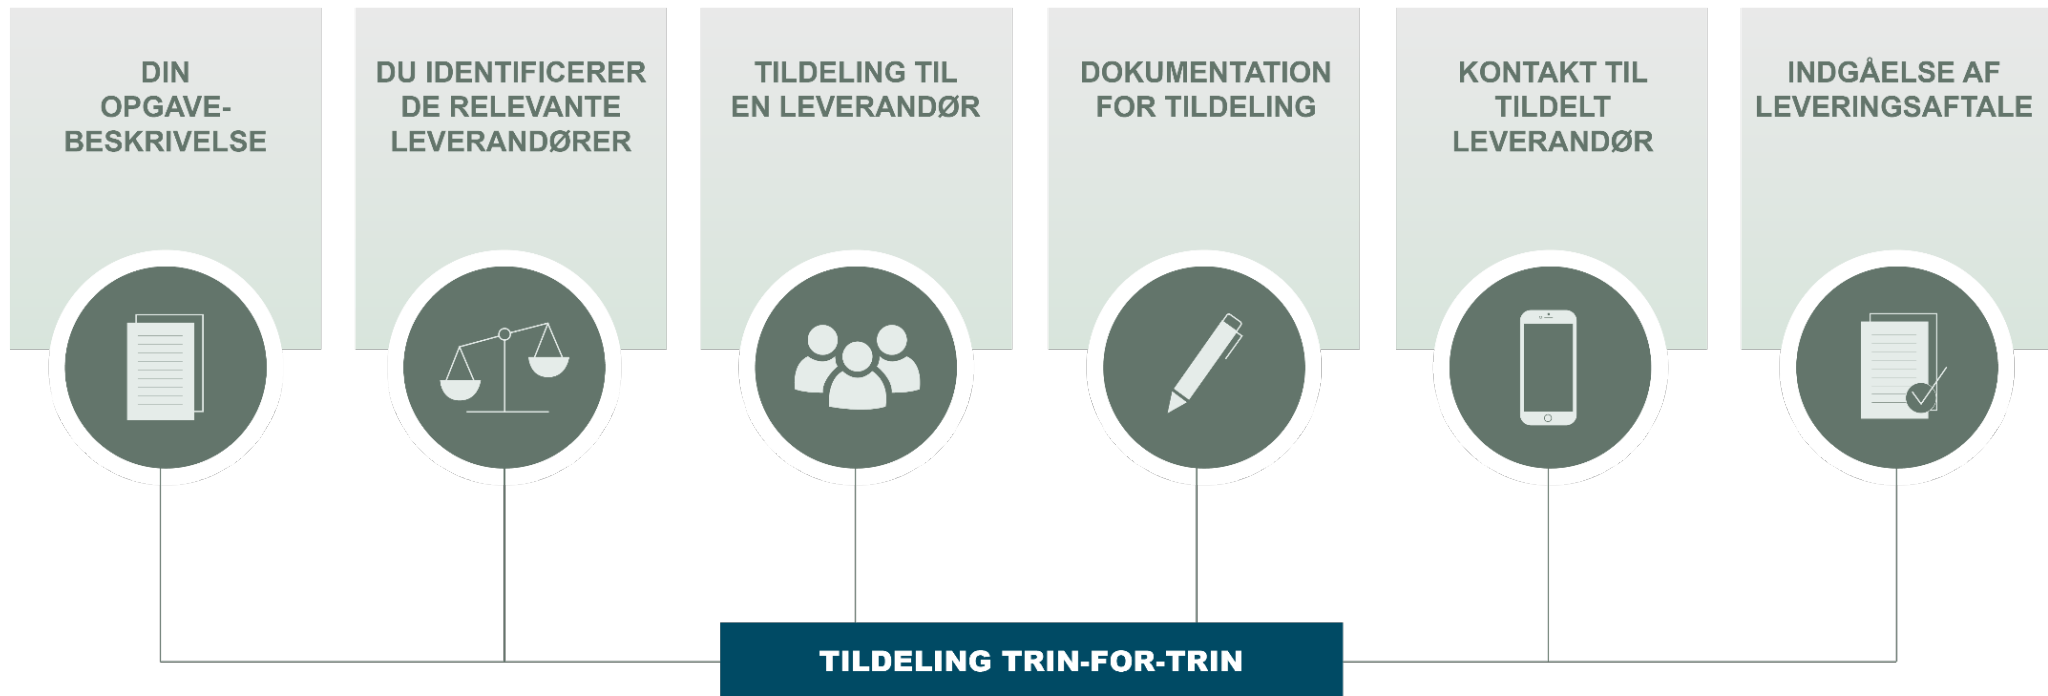 DIN
OPGAVE-
BESKRIVELSE
DU IDENTIFICERER
DE RELEVANTE
LEVERANDØRER
TILDELING TIL
EN LEVERANDØR
DOKUMENTATION
FOR TILDELING
KONTAKT TIL
TILDELT
LEVERANDØR
INDGÅELSE AF
LEVERINGSAFTALE
TILDELING TRIN-FOR-TRIN